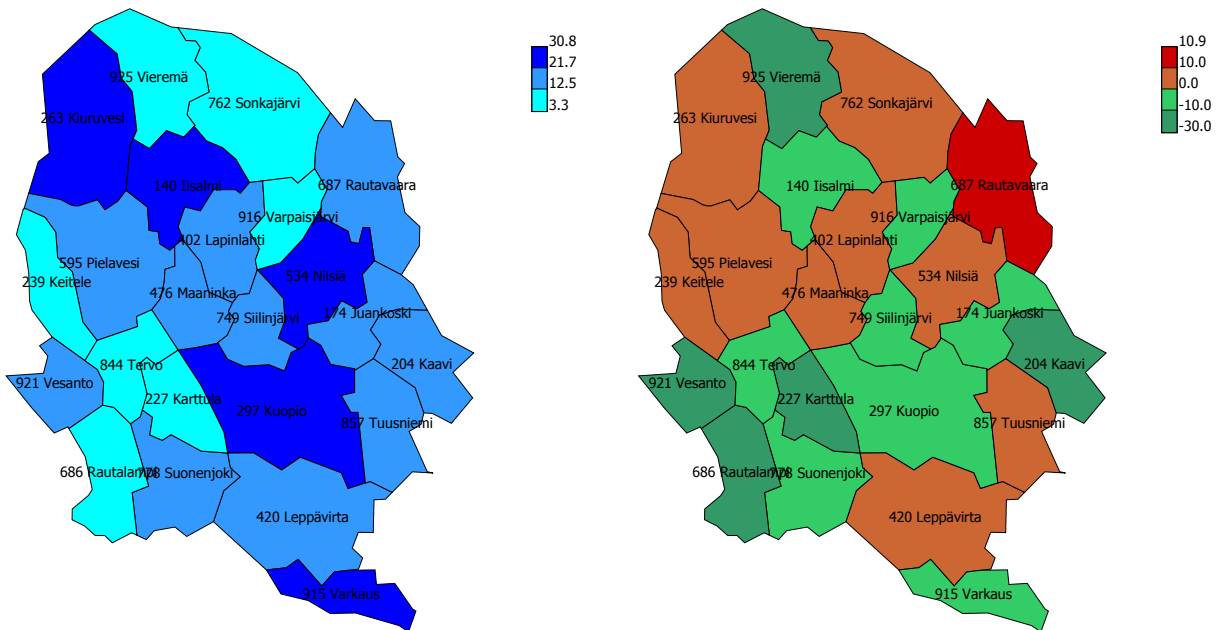 30.8
21.7
12.5
3.3
925 Vieremä
762 Sonkajärvi
263 Kiuruvesi
140 Iisalmi
687 Rautavaara
916 Varpaisjärvi
402 Lapinlahti
595 Pielavesi
239 Keitele
534 Nilsiä
476 Maaninka
749 Siilinjärvi
174 Juankoski
844 Tervo
204 Kaavi
921 Vesanto
227 Karttula
297 Kuopio
857 Tuusniemi
686 Rautalampi
778 Suonenjoki
420 Leppävirta
915 Varkaus
10.9
10.0
0.0
-10.0
-30.0
925 Vieremä
762 Sonkajärvi
263 Kiuruvesi
140 Iisalmi
687 Rautavaara
916 Varpaisjärvi
402 Lapinlahti
595 Pielavesi
239 Keitele
534 Nilsiä
476 Maaninka
749 Siilinjärvi
174 Juankoski
844 Tervo
204 Kaavi
921 Vesanto
227 Karttula
297 Kuopio
857 Tuusniemi
686 Rautalampi
778 Suonenjoki
420 Leppävirta
915 Varkaus